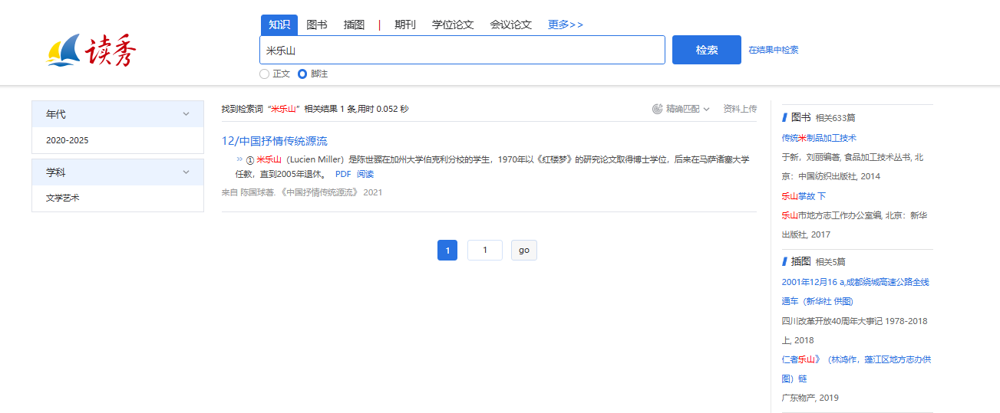 读秀
知识 图书 插图 | 期刊 学位论文 会议论文 更多>>
米乐山 检索 在结果中检索
正文 脚注
年代
2020-2025
学科
文学艺术
找到检索词“米乐山”相关结果 1 条,用时 0.052 秒 精确匹配 资料上传
12/中国抒情传统源流
›› ① 米乐山（Lucien Miller）是陈世骧在加州大学伯克利分校的学生，1970年以《红楼梦》的研究论文取得博士学位，后来在马萨诸塞大学
任教，直到2005年退休。 PDF 阅读
来自 陈国球著. 《中国抒情传统源流》 2021
1 1 go
图书 相关633篇
传统米制品加工技术
于新，刘丽编著, 食品加工技术丛书, 北
京：中国纺织出版社, 2014
乐山掌故 下
乐山市地方志工作办公室编, 北京：新华
出版社, 2017
插图 相关5篇
2001年12月16 a,成都绕城高速公路全线
通车（新华社 供图)
四川改革开放40周年大事记 1978-2018
上, 2018
仁者乐山》（林鸿作，蓬江区地方志办供
图）链
广东物产, 2019